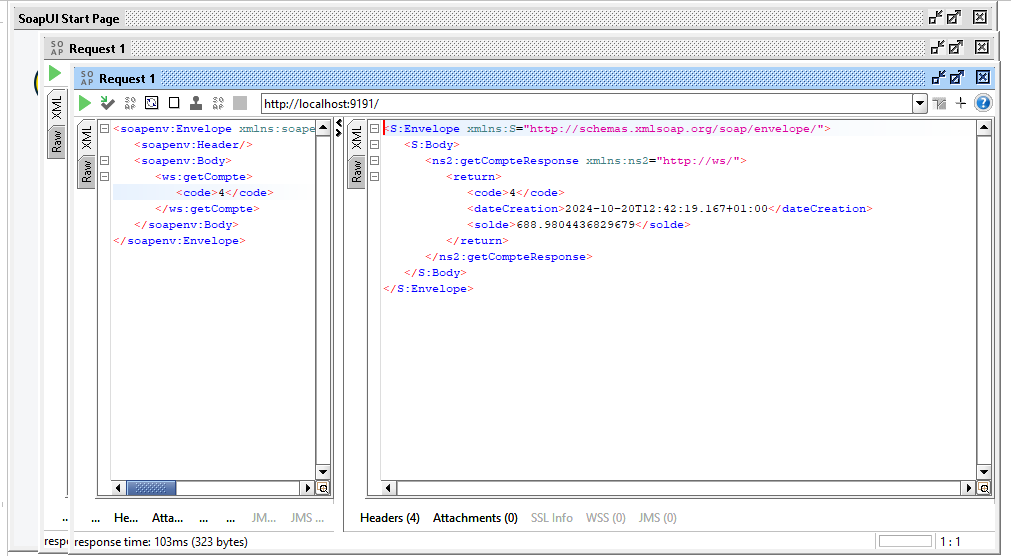 SoapUI Start Page
SO
AP
Request 1
SO
AP
Request 1
SO
AP
http://localhost:9191/
XML
Raw
XML
Raw
<soapenv:Envelope xmlns:soape
<soapenv:Header/>
<soapenv:Body>
<ws:getCompte>
<code>4</code>
</ws:getCompte>
</soapenv:Body>
</soapenv:Envelope>
XML
Raw
<S:Envelope xmlns:S="http://schemas.xmlsoap.org/soap/envelope/">
<S:Body>
<ns2:getCompteResponse xmlns:ns2="http://ws/">
<return>
<code>4</code>
<dateCreation>2024-10-20T12:42:19.167+01:00</dateCreation>
<solde>688.9804436829679</solde>
</return>
</ns2:getCompteResponse>
</S:Body>
</S:Envelope>
.. ... He... Atta... ... ... JM... JMS ...
Headers (4) Attachments (0) SSL Info WSS (0) JMS (0)
respo
response time: 103ms (323 bytes)
1 : 1